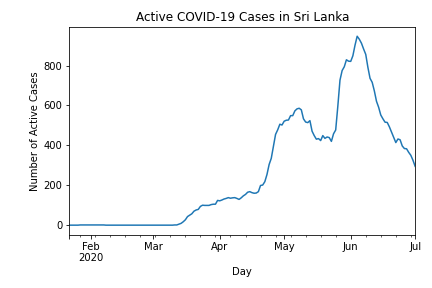 Active COVID-19 Cases in Sri Lanka
Number of Active Cases
800
600
400
200
0
Feb
2020
Mar
Apr
May
Jun
Jul
Day